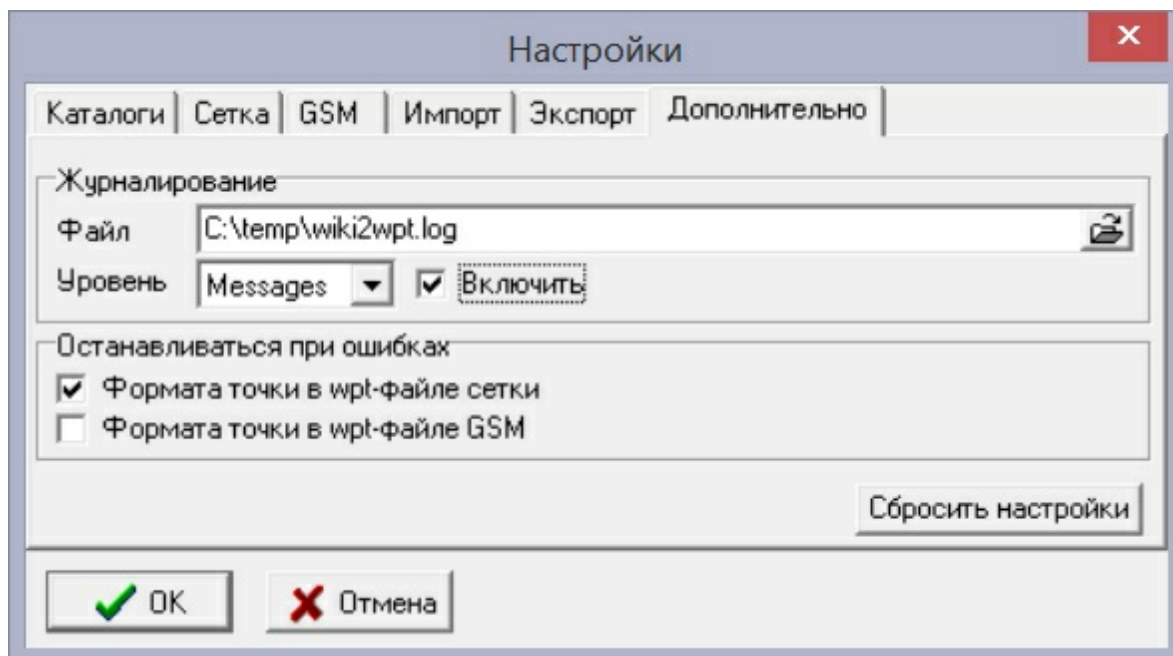 Настройки
Каталоги Сетка GSM Импорт Экспорт Дополнительно
Журналирование
Файл C:\temp\wiki2wpt.log
Уровень Messages Включить
Останавливаться при ошибках
Формата точки в wpt-файле сетки
Формата точки в wpt-файле GSM
Сбросить настройки
OK Отмена